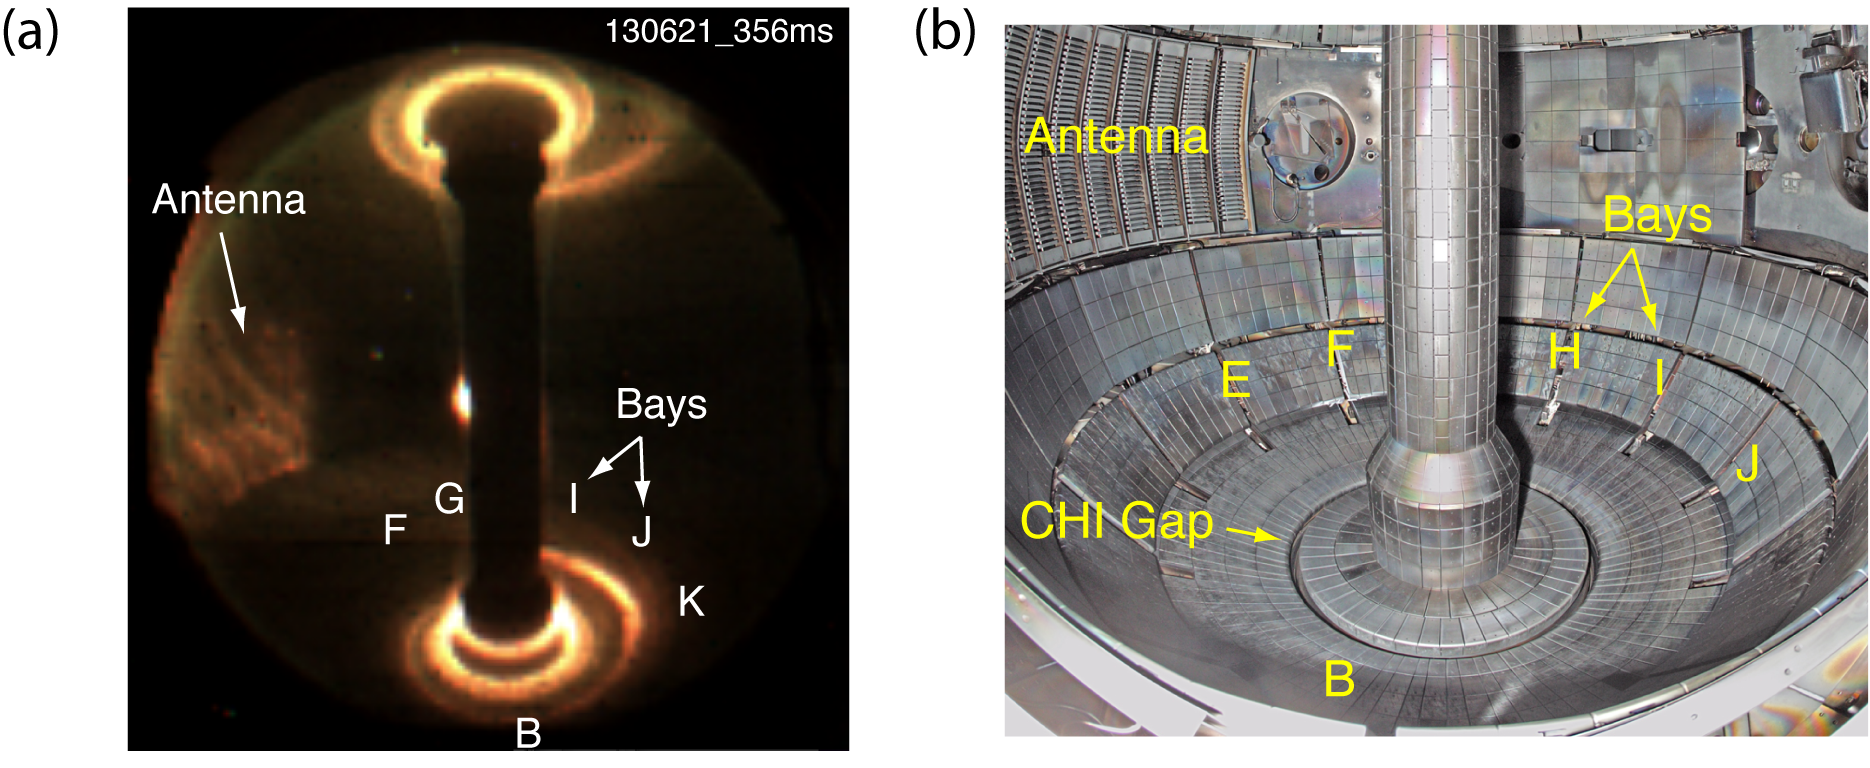 (a)
130621_356ms
Antenna
Bays
G
I
F
J
K
B
(b)
Antenna
Bays
F
H
E
I
J
CHI Gap
B